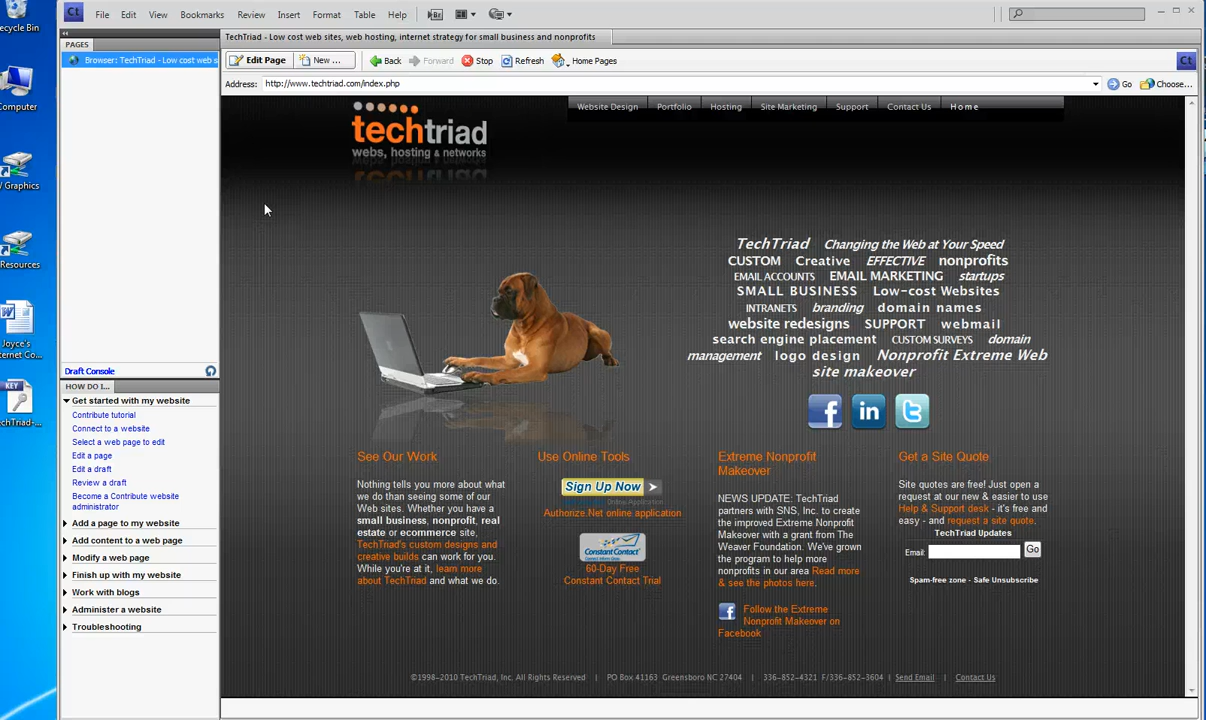 ecycle Bin
Computer
Graphics
Resources
Joyce's
nternet Co...
KEY
echTriad-...
Ct File Edit View Bookmarks Review Insert Format Table Help Br
TechTriad - Low cost web sites, web hosting, internet strategy for small business and nonprofits
PAGES
Browser: TechTriad - Low cost web s
Edit Page New ... Back Forward Stop Refresh Home Pages Ct
Address: http://www.techtriad.com/index.php Go Choose...
Website Design Portfolio Hosting Site Marketing Support Contact Us Home
techtriad
webs, hosting & networks
TechTriad Changing the Web at Your Speed
CUSTOM Creative EFFECTIVE nonprofits
EMAIL ACCOUNTS EMAIL MARKETING startups
SMALL BUSINESS Low-cost Websites
INTRANETS branding domain names
website redesigns SUPPORT webmail
search engine placement CUSTOM SURVEYS domain
management logo design Nonprofit Extreme Web
site makeover
f in t
Draft Console
HOW DO I...
Get started with my website
Contribute tutorial
Connect to a website
Select a web page to edit
Edit a page
Edit a draft
Review a draft
Become a Contribute website
administrator
Add a page to my website
Add content to a web page
Modify a web page
Finish up with my website
Work with blogs
Administer a website
Troubleshooting
See Our Work
Nothing tells you more about what
we do than seeing some of our
Web sites. Whether you have a
small business, nonprofit, real
estate or ecommerce site,
TechTriad's custom designs and
creative builds can work for you.
While you're at it, learn more
about TechTriad and what we do.
Use Online Tools
Sign Up Now
Online Application
Authorize.Net online application
Constant Contact
60-Day Free
Constant Contact Trial
Extreme Nonprofit
Makeover
NEWS UPDATE: TechTriad
partners with SNS, Inc. to create
the improved Extreme Nonprofit
Makeover with a grant from The
Weaver Foundation. We've grown
the program to help more
nonprofits in our area Read more
& see the photos here.
f Follow the Extreme
Nonprofit Makeover on
Facebook
Get a Site Quote
Site quotes are free! Just open a
request at our new & easier to use
Help & Support desk - it's free and
easy - and request a site quote.
TechTriad Updates
Email: Go
Spam-free zone - Safe Unsubscribe
©1998-2010 TechTriad, Inc. All Rights Reserved | PO Box 41163 Greensboro NC 27404 | 336-852-4321 F/336-852-3604 | Send Email | Contact Us